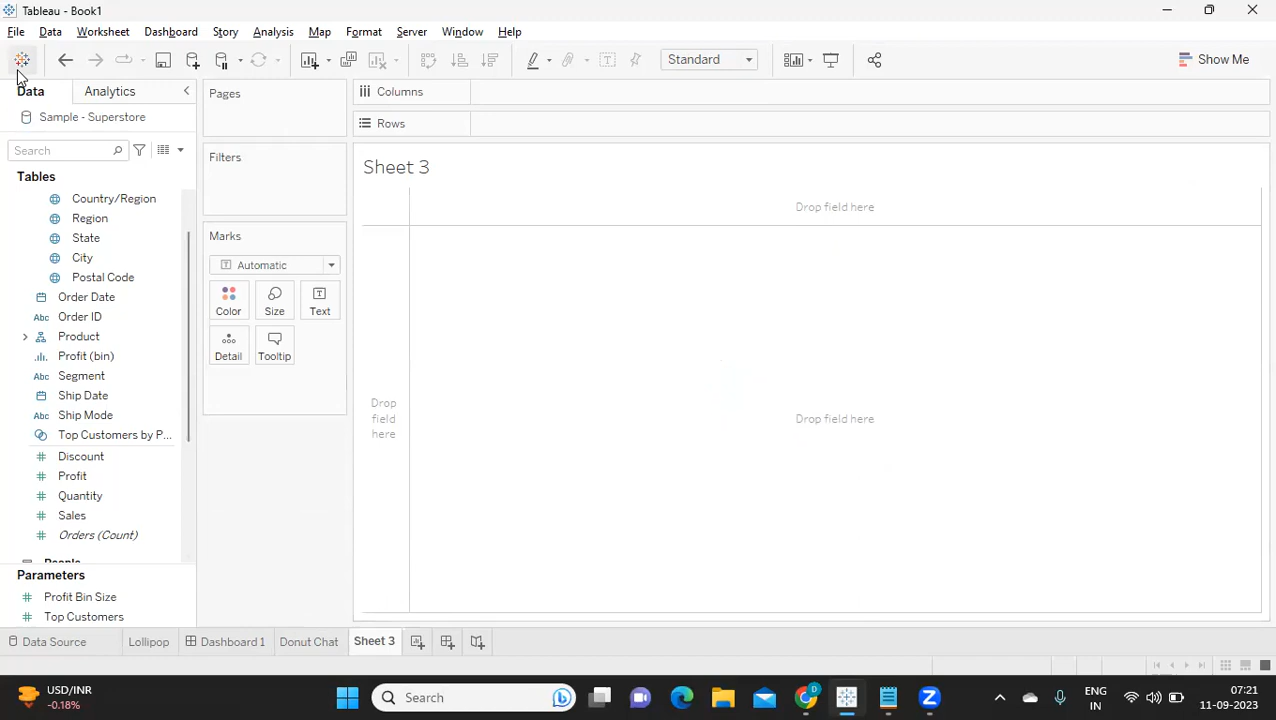 Tableau - Book1
File Data Worksheet Dashboard Story Analysis Map Format Server Window Help
Standard
Show Me
Data Analytics
Sample - Superstore
Search
Tables
Country/Region
Region
State
City
Postal Code
Order Date
Abc Order ID
Product
Profit (bin)
Abc Segment
Ship Date
Abc Ship Mode
Top Customers by P...
Discount
Profit
Quantity
Sales
Orders (Count)
People
Parameters
Profit Bin Size
Top Customers
Pages
Filters
Marks
Automatic
Color Size Text
Detail Tooltip
Columns
Rows
Sheet 3
Drop field here
Drop
field
here
Drop field here
Data Source Lollipop Dashboard 1 Donut Chat Sheet 3
USD/INR
-0.18%
Search
ENG
IN
07:21
11-09-2023